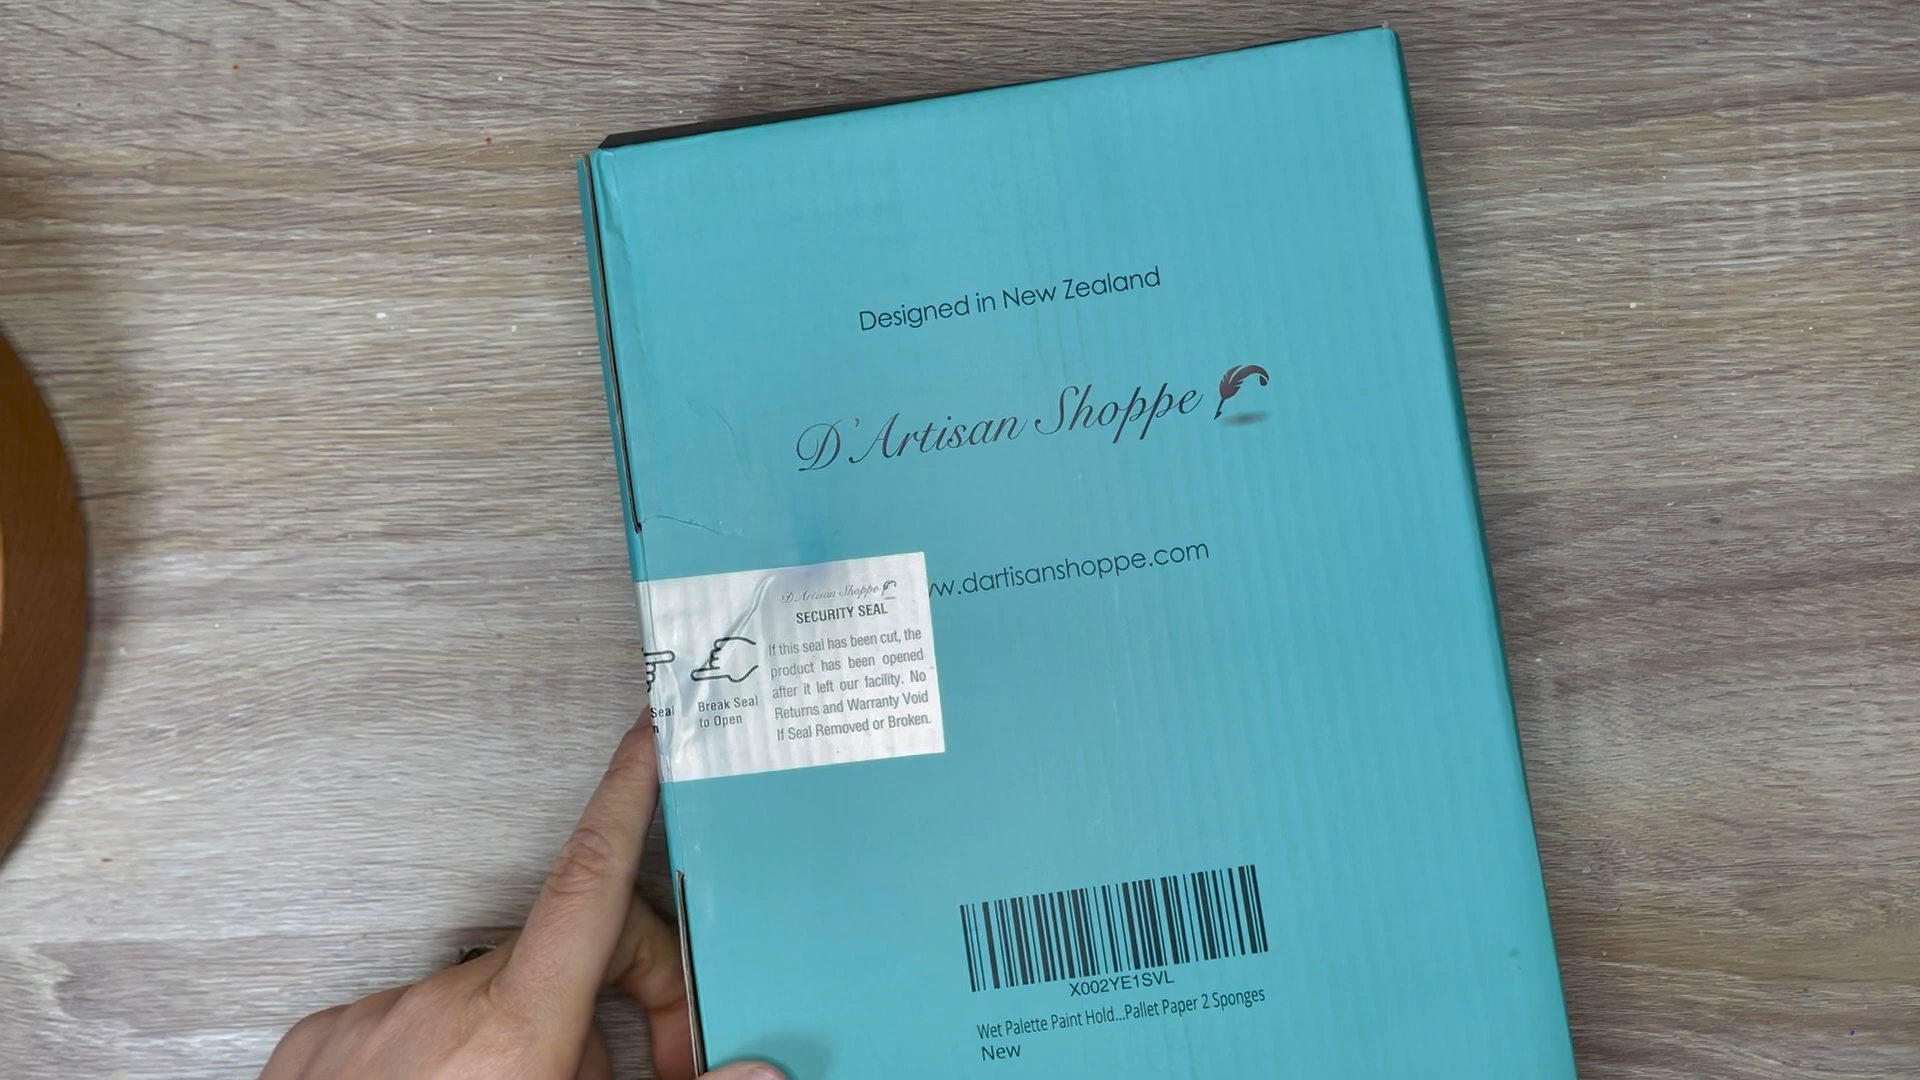 Designed in New Zealand
D'Artisan Shoppe
w.dartisanshoppe.com
D'Artisan Shoppe
SECURITY SEAL
If this seal has been cut, the
product has been opened
after it left our facility. No
Returns and Warranty Void
If Seal Removed or Broken.
Break Seal
to Open
Seal
n
X002YE1SVL
Wet Palette Paint Hold...Pallet Paper 2 Sponges
New